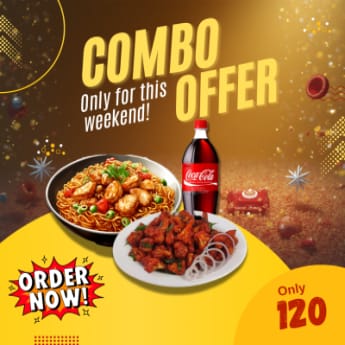 COMBO
OFFER
Only for this
weekend!
Coca-Cola
ORDER
NOW!
Only
120